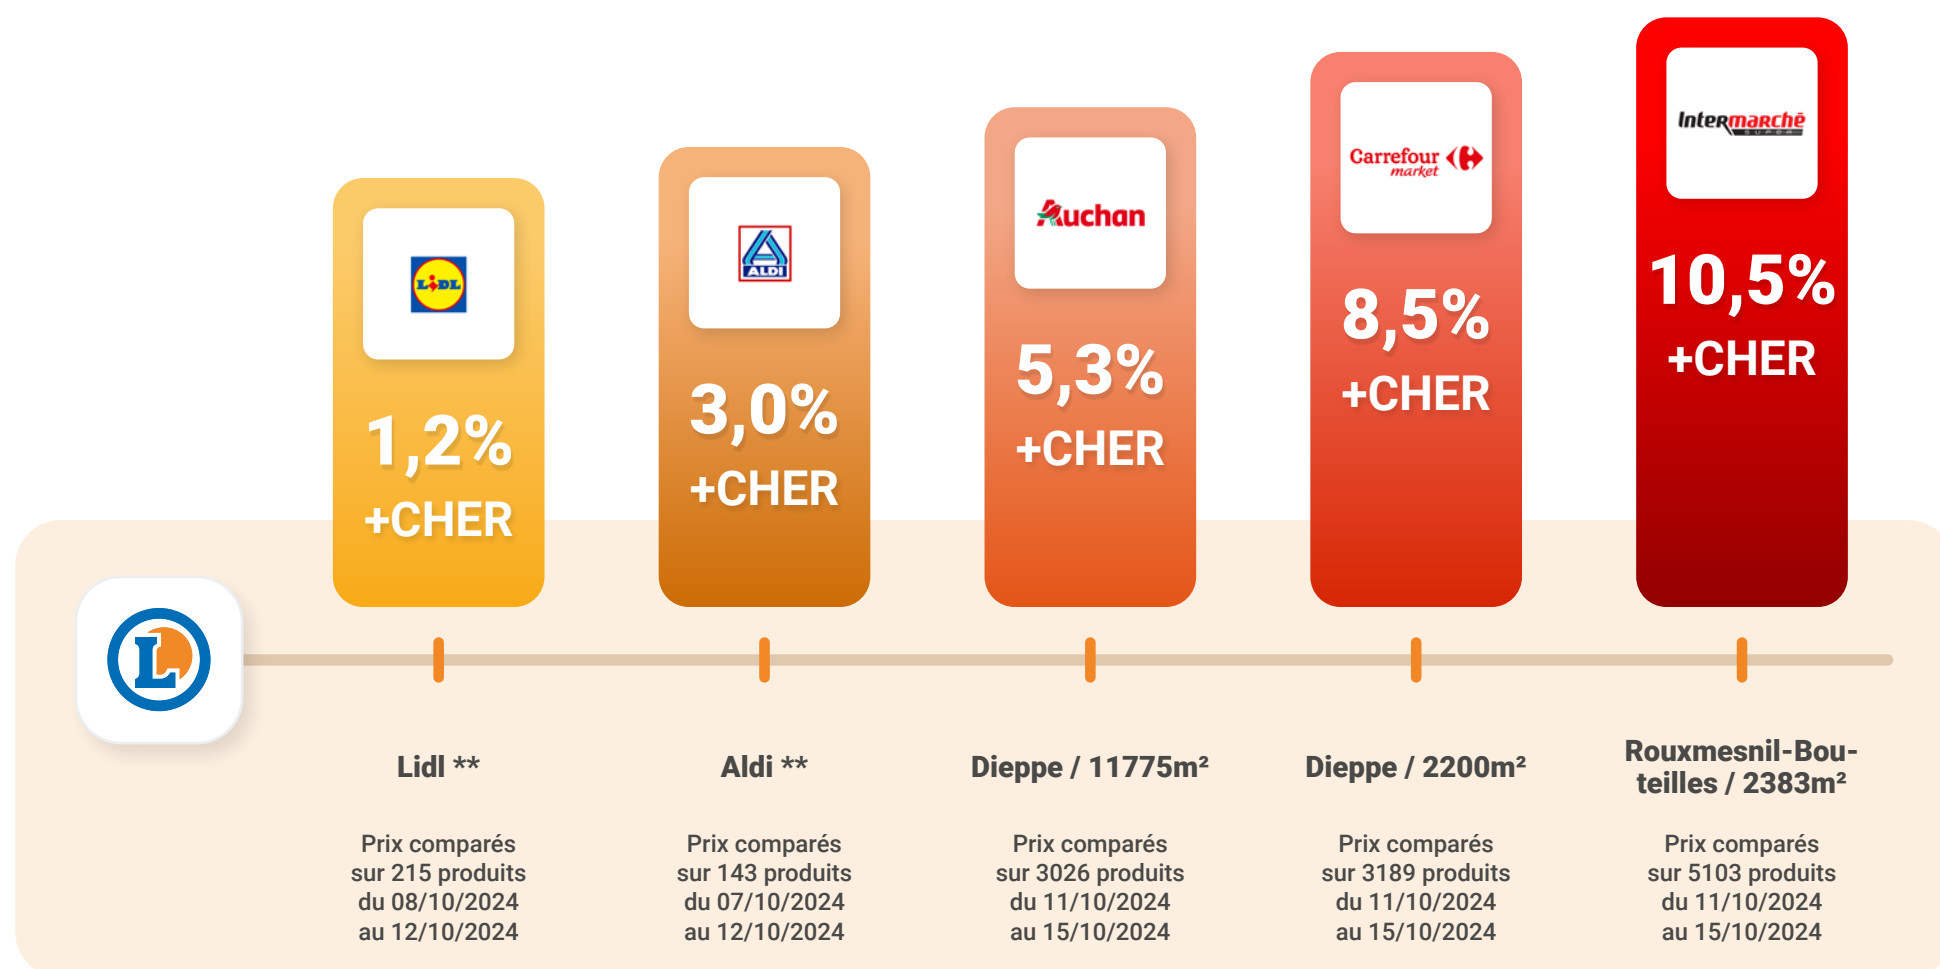 LIDL
1,2%
+CHER
ALDI
3,0%
+CHER
Auchan
5,3%
+CHER
Carrefour
market
8,5%
+CHER
Intermarchē
SUPER
10,5%
+CHER
L
Lidl **
Prix comparés
sur 215 produits
du 08/10/2024
au 12/10/2024
Aldi **
Prix comparés
sur 143 produits
du 07/10/2024
au 12/10/2024
Dieppe / 11775m²
Prix comparés
sur 3026 produits
du 11/10/2024
au 15/10/2024
Dieppe / 2200m²
Prix comparés
sur 3189 produits
du 11/10/2024
au 15/10/2024
Rouxmesnil-Bou-
teilles / 2383m²
Prix comparés
sur 5103 produits
du 11/10/2024
au 15/10/2024